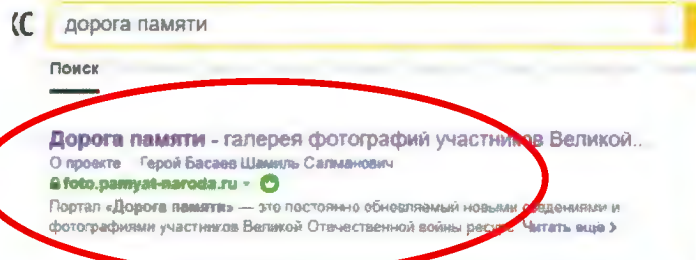 дорога памяти
Поиск
Дорога памяти - галерея фотографий участников Великой..
О проекте Герой Басаев Шамиль Салманович
foto.pamyat-naroda.ru
Портал «Дорога памяти» — это постоянно обновляемый новыми сведениями и
фотографиями участников Великой Отечественной войны ресурс. Читать ещё >